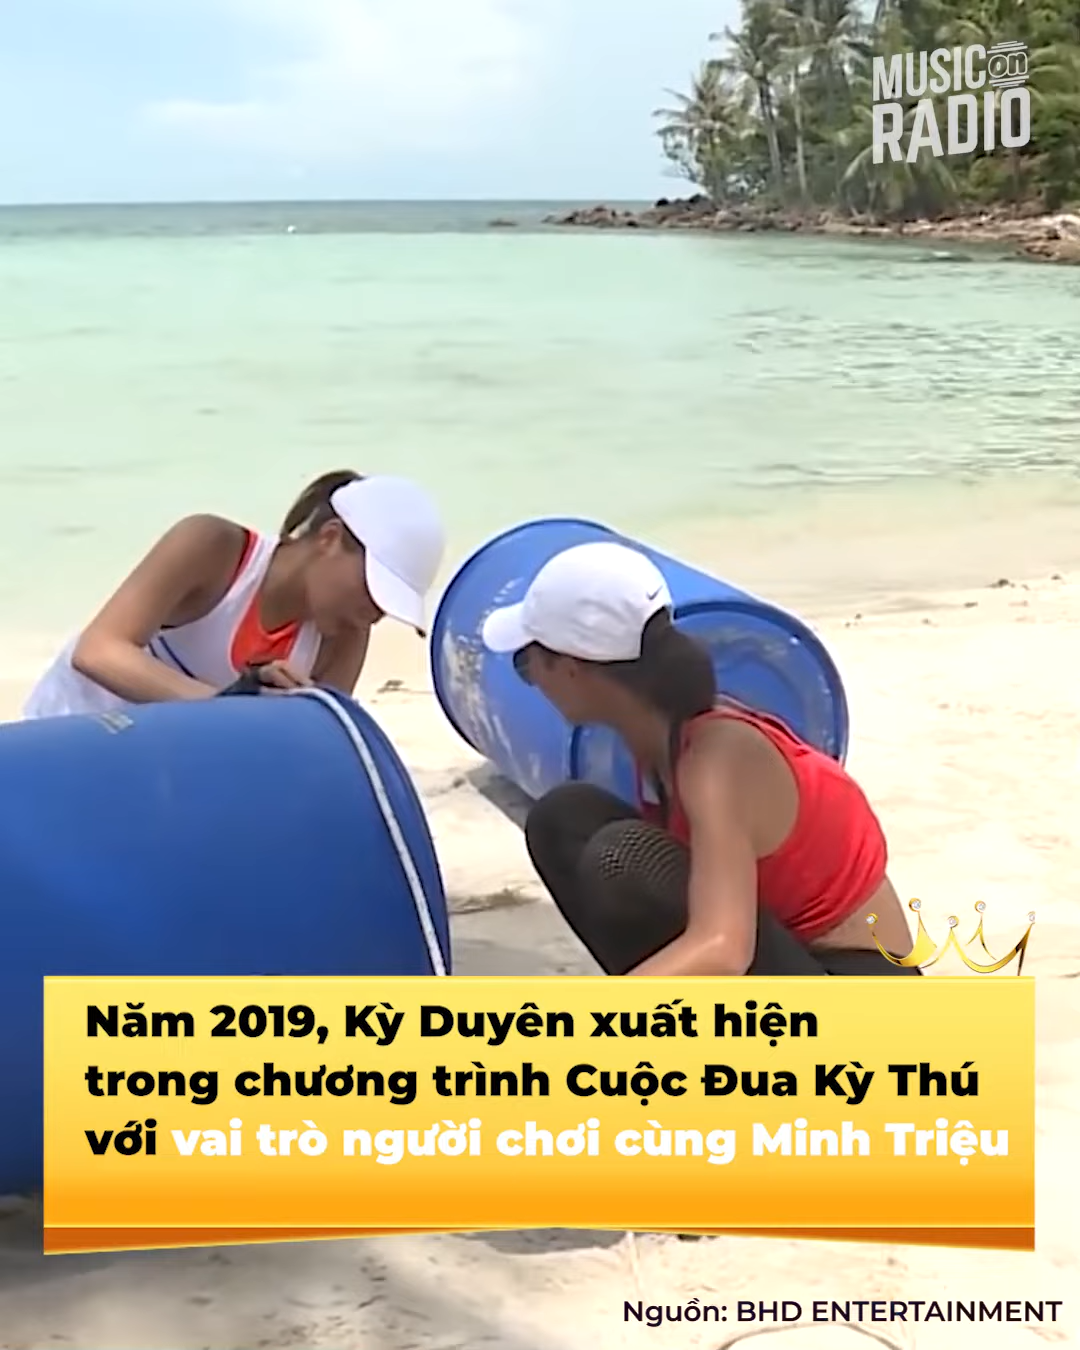 MUSIC on
RADIO
Năm 2019, Kỳ Duyên xuất hiện
trong chương trình Cuộc Đua Kỳ Thú
với vai trò người chơi cùng Minh Triệu
Nguồn: BHD ENTERTAINMENT